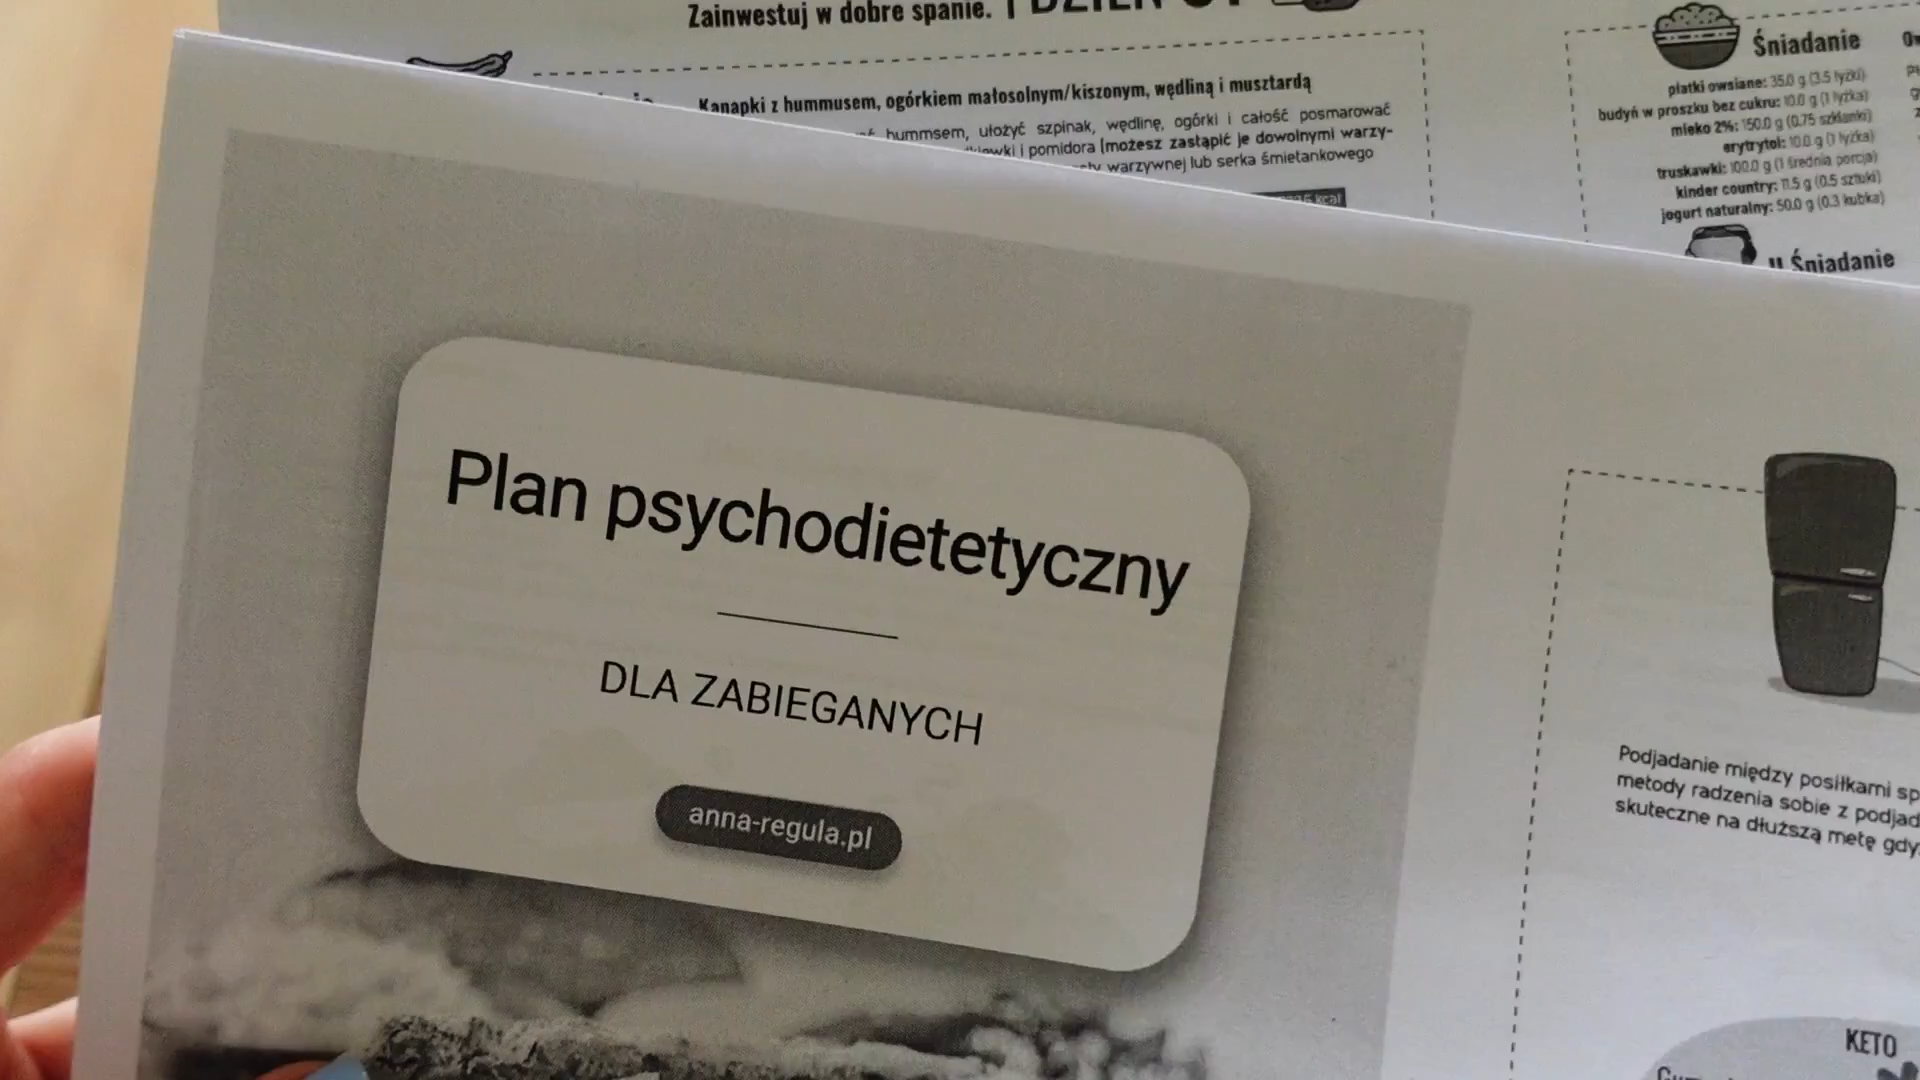 Zainwestuj w dobre spanie.
Kanapki z hummusem, ogórkiem małosolnym/kiszonym, wędliną i musztardą
hummsem, ułożyć szpinak, wędlinę, ogórki i całość posmarować
i pomidora (możesz zastąpić je dowolnymi warzy-
warzywnej lub serka śmietankowego
kcal
Śniadanie
płatki owsiane: 35.0 g (3.5 łyżki)
budyń w proszku bez cukru: 10.0 g (1 łyżka)
mleko 2%: 150.0 g (0.75 szklanki)
erytrytol: 10.0 g (1 łyżka)
truskawki: 100.0 g (1 średnia porcja)
kinder country: 11.5 g (0.5 sztuki)
jogurt naturalny: 50.0 g (0.3 kubka)
II Śniadanie
Plan psychodietetyczny
DLA ZABIEGANYCH
anna-regula.pl
Podjadanie między posiłkami
metody radzenia sobie z
skuteczne na dłuższą metę
KETO